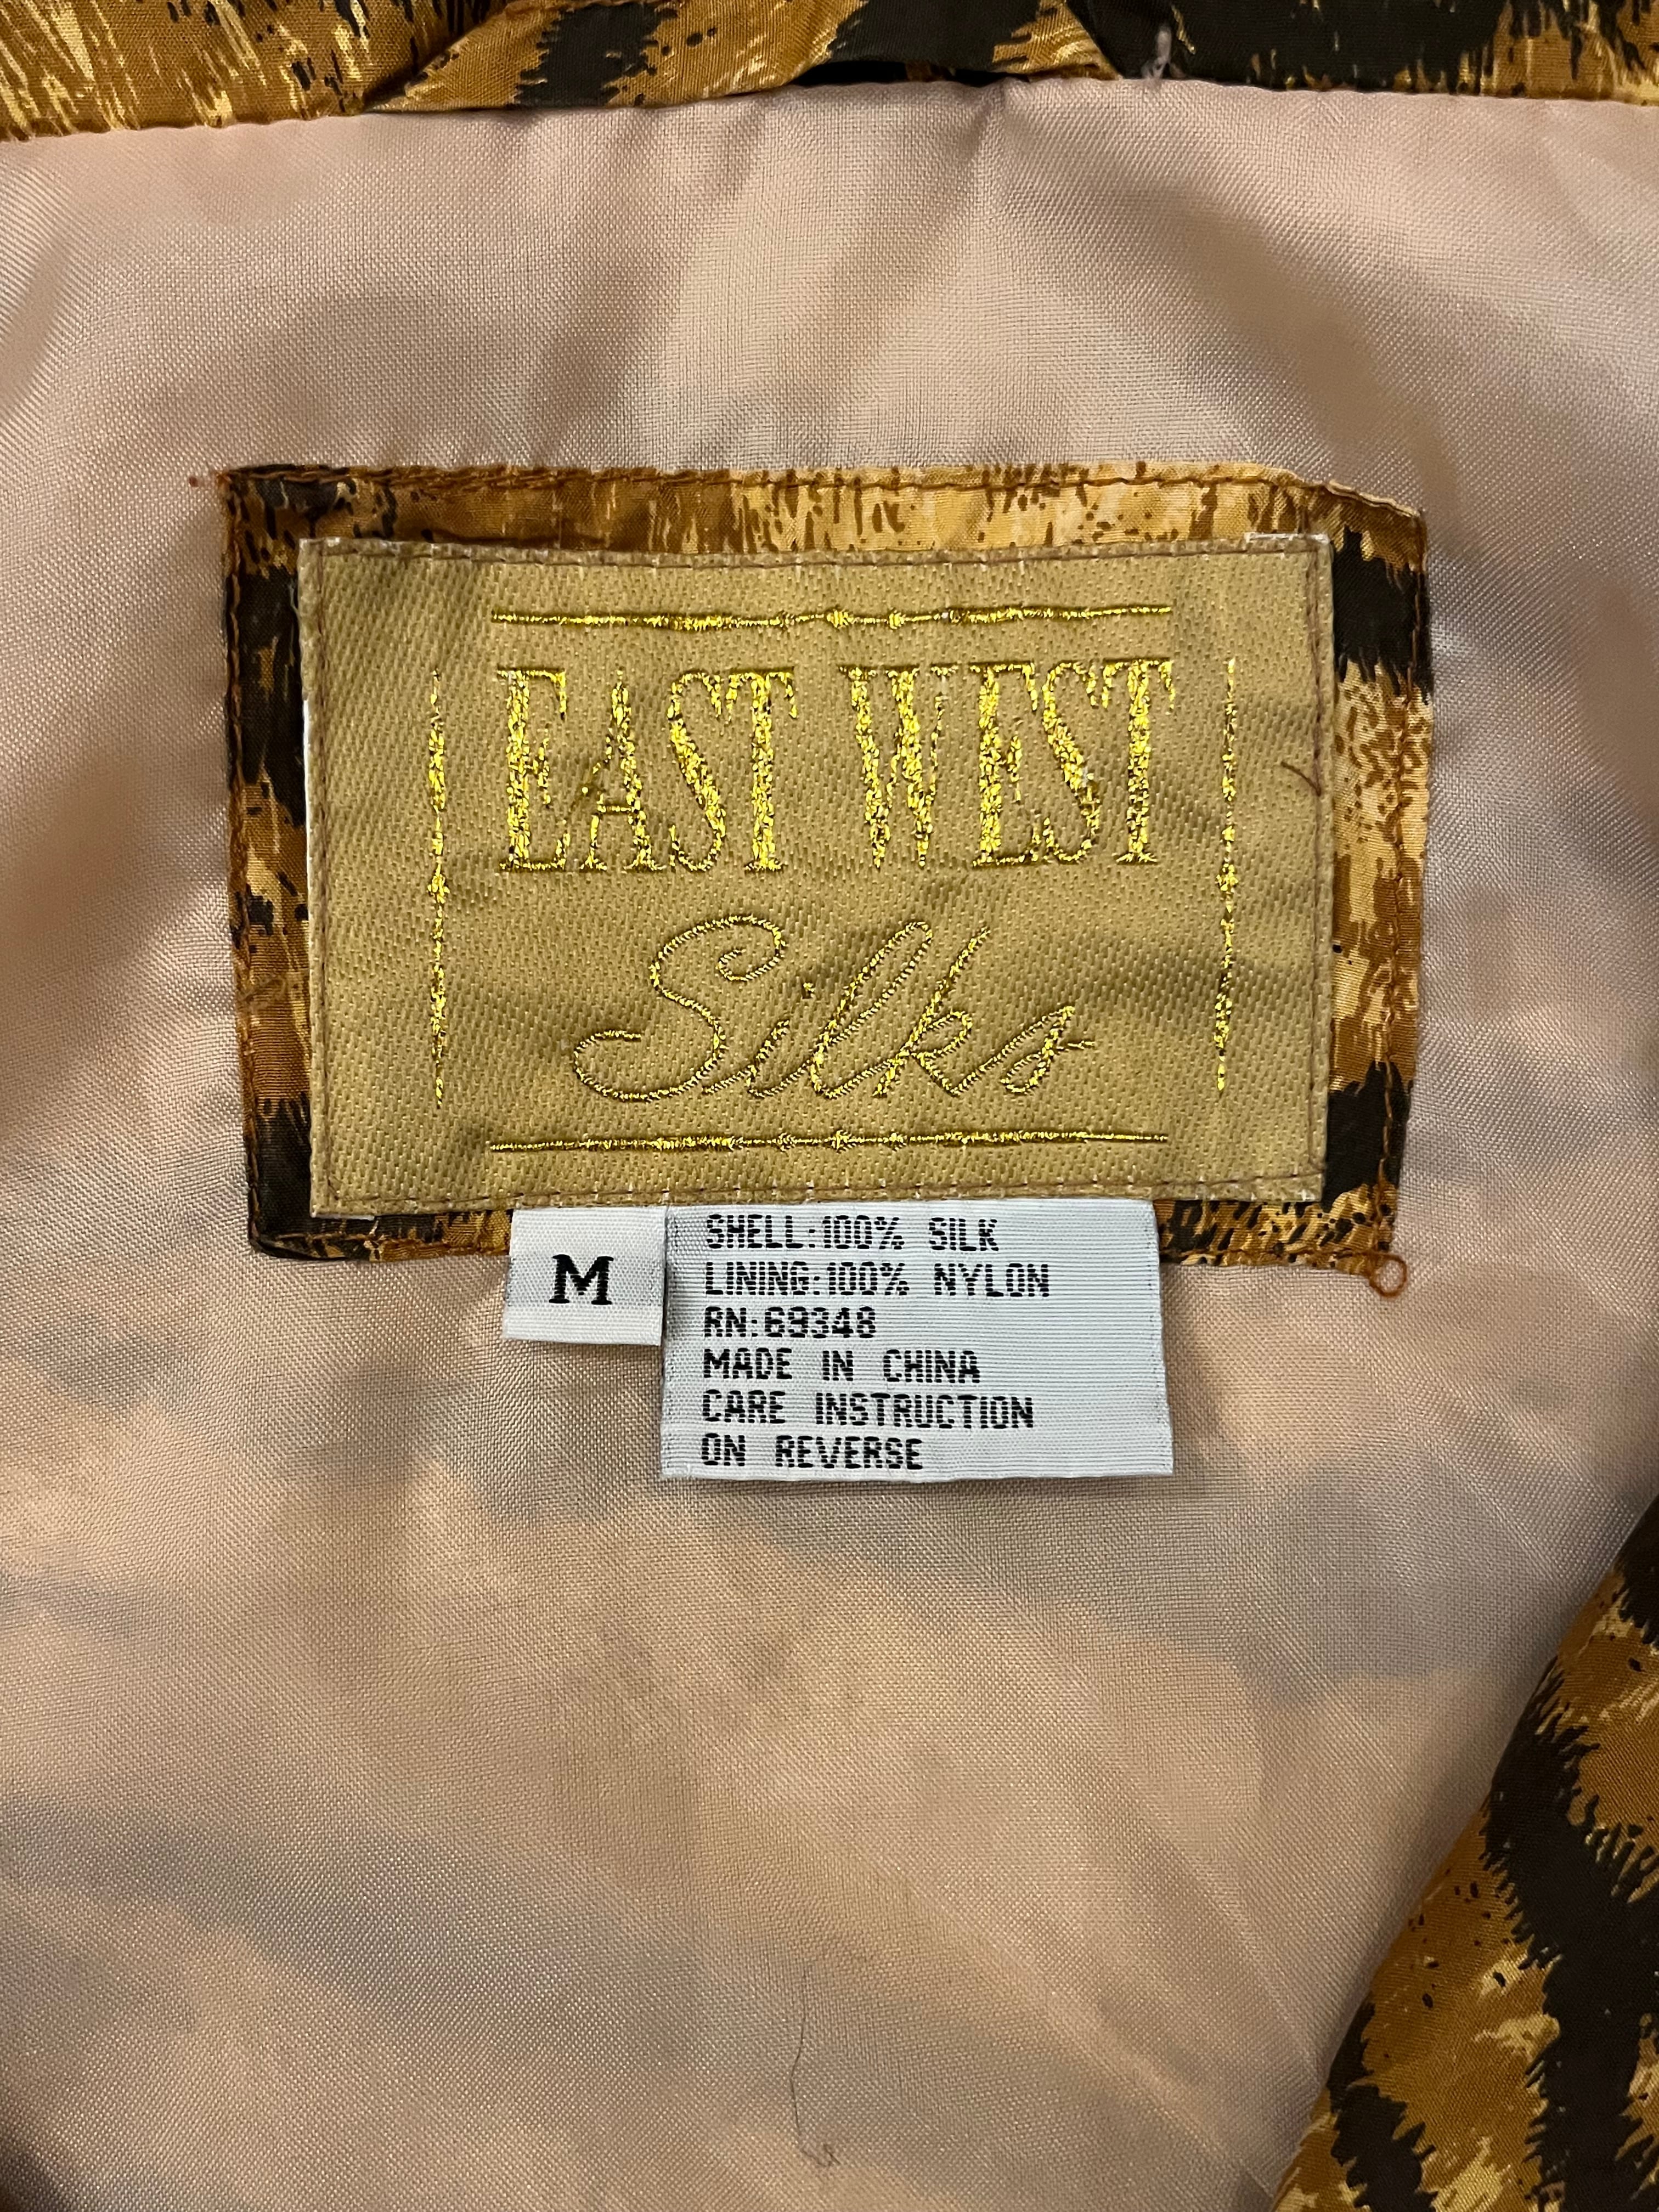 EAST WEST
Silks
M
SHELL:100% SILK
LINING:100% NYLON
RN:69348
MADE IN CHINA
CARE INSTRUCTION
ON REVERSE